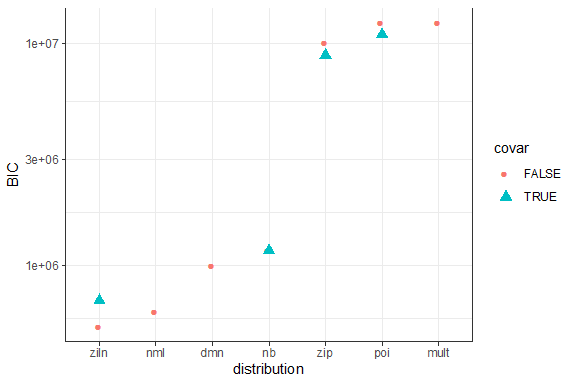 1e+07
3e+06
1e+06
BIC
ziln nml dmn nb zip poi mult
distribution
covar
FALSE
TRUE